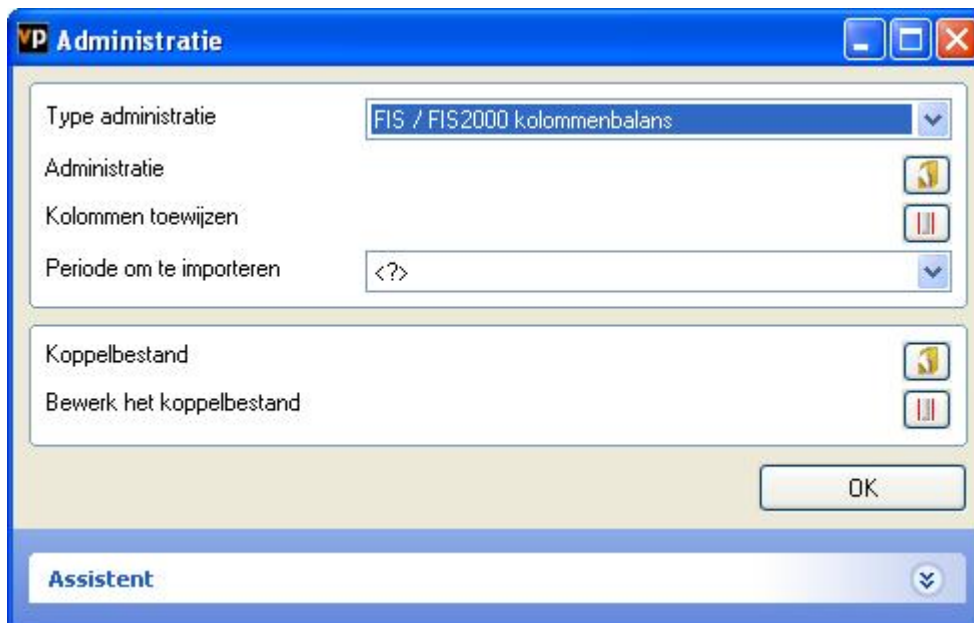 VP Administratie
Type administratie FIS / FIS2000 kolommenbalans
Administratie
Kolommen toewijzen
Periode om te importeren <?>
Koppelbestand
Bewerk het koppelbestand
OK
Assistent